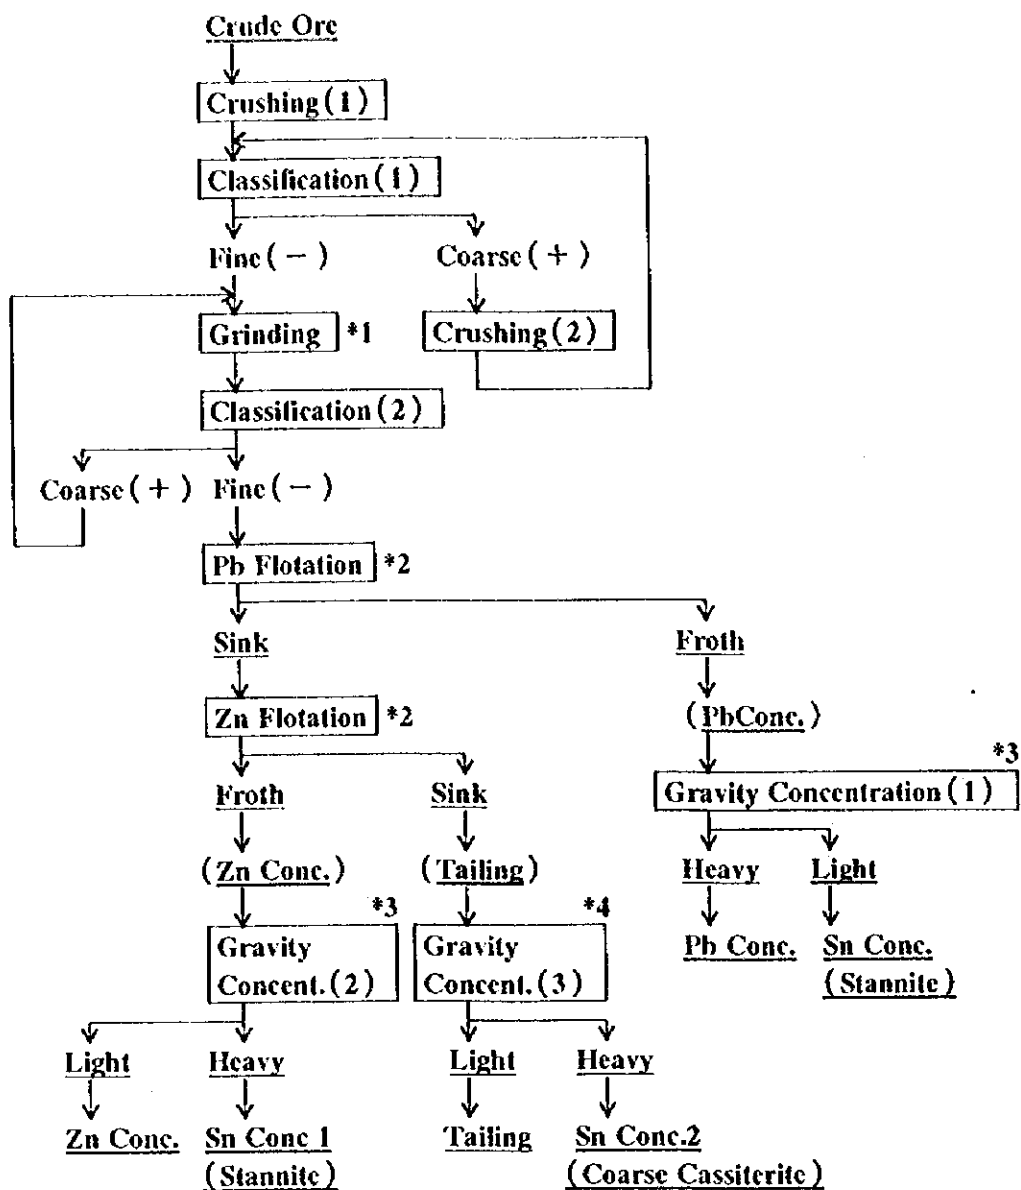 Crude Ore
Crushing(1)
Classification(1)
Fine(−) Coarse(+)
Grinding *1 Crushing(2)
Classification(2)
Coarse(+) Fine(−)
Pb Flotation *2
Sink Froth
Zn Flotation *2 (PbConc.)
*3
Froth Sink Gravity Concentration(1)
(Zn Conc.) (Tailing) Heavy Light
*3 *4
Gravity Gravity Pb Conc. Sn Conc.
Concent.(2) Concent.(3) (Stannite)
Light Heavy Light Heavy
Zn Conc. Sn Conc 1 Tailing Sn Conc.2
(Stannite) (Coarse Cassiterite)